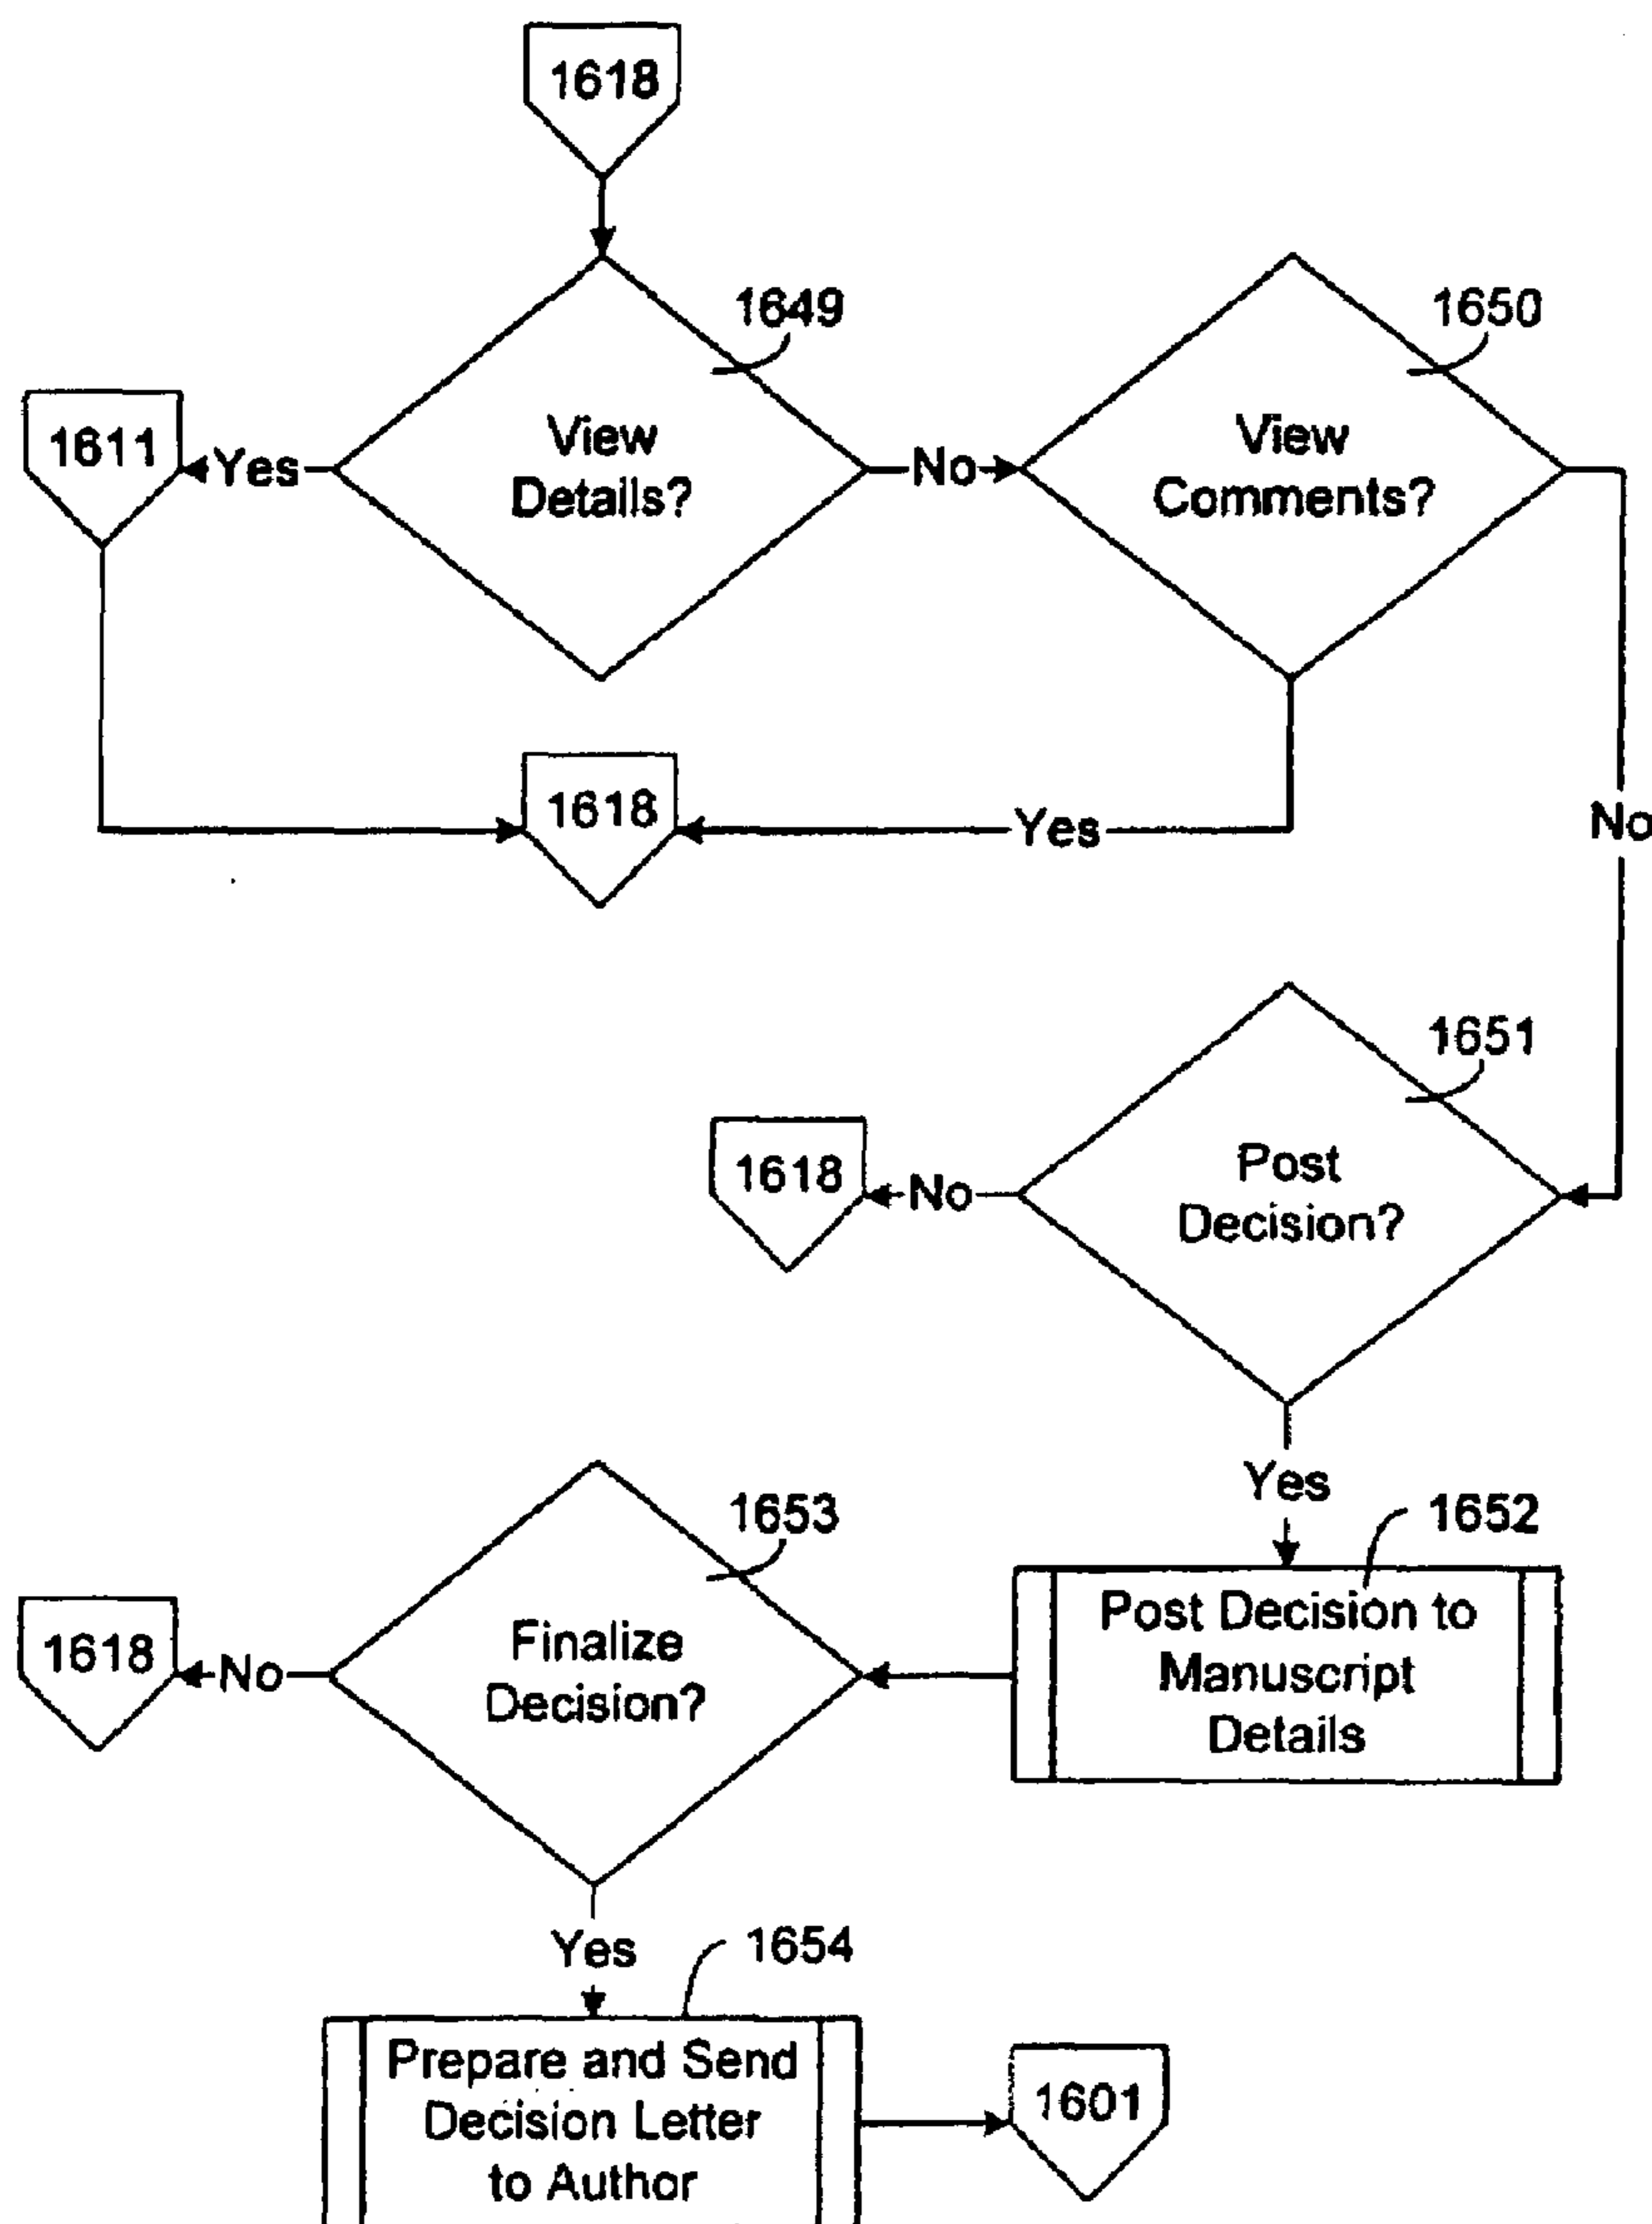 1618
1649
1650
View
Details?
View
Comments?
1611
Yes
No
1618
Yes
No
1651
Post
Decision?
1618
No
Yes
1652
1653
Post Decision to
Manuscript
Details
Finalize
Decision?
1618
No
Yes
1654
Prepare and Send
Decision Letter
to Author
1601